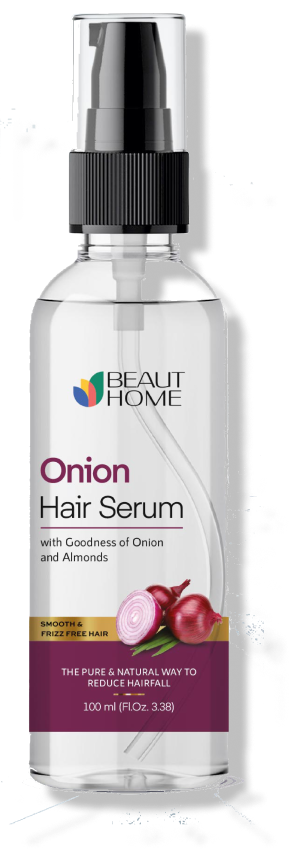 BEAUT
HOME
Onion
Hair Serum
with Goodness of Onion
and Almonds
SMOOTH &
FRIZZ FREE HAIR
THE PURE & NATURAL WAY TO
REDUCE HAIRFALL
100 ml (Fl.Oz. 3.38)